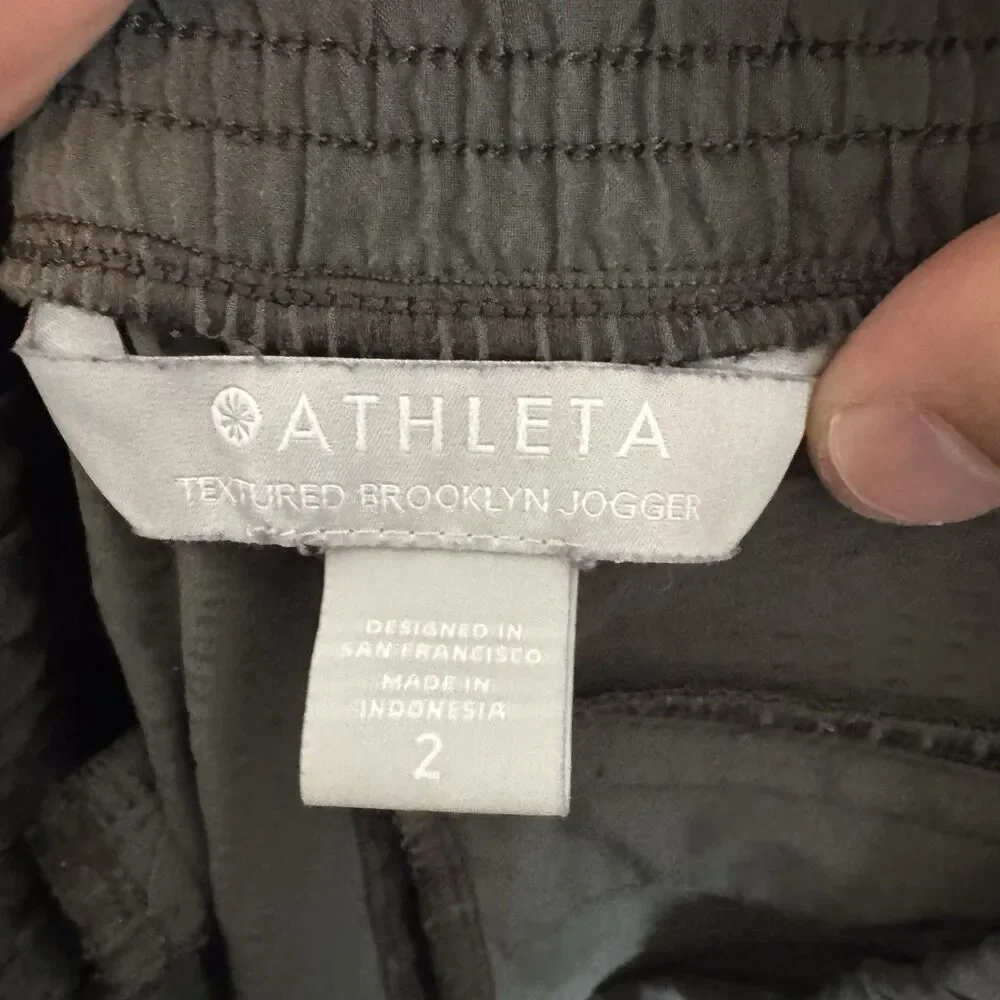 ATHLETA
TEXTURED BROOKLYN JOGGER
DESIGNED IN
SAN FRANCISCO
MADE IN
INDONESIA
2